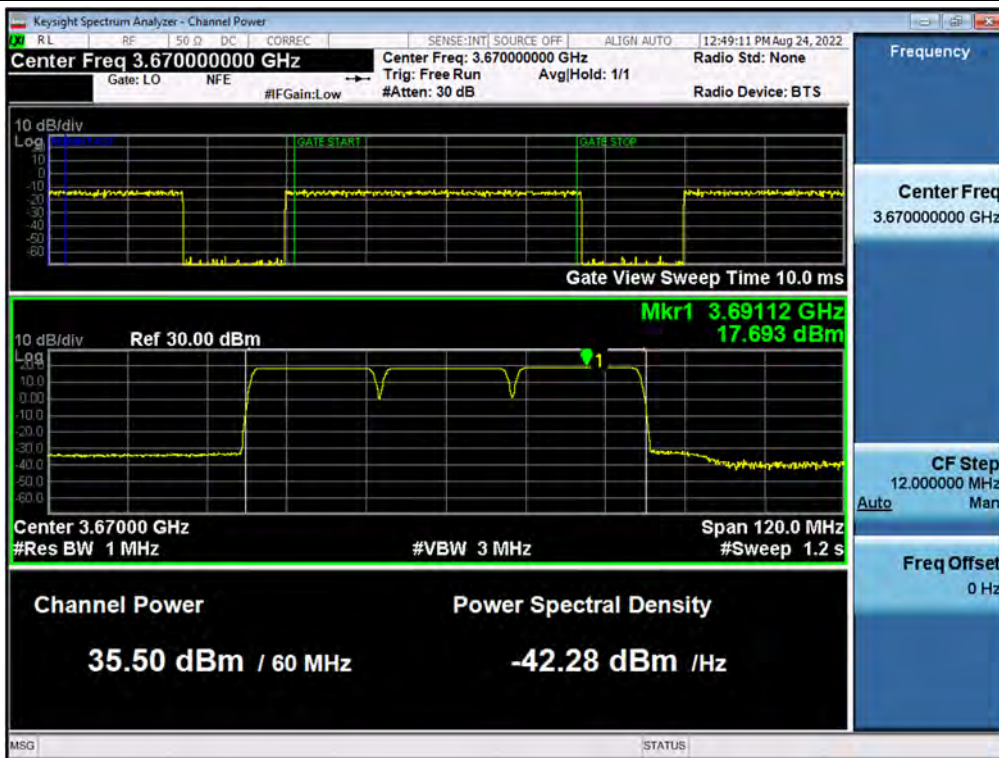 Keysight Spectrum Analyzer - Channel Power
RL RF 50 Ω DC CORREC SENSE:INT SOURCE OFF ALIGN AUTO 12:49:11 PM Aug 24, 2022
Center Freq 3.670000000 GHz
Gate: LO NFE
#IFGain:Low
Center Freq: 3.670000000 GHz
Trig: Free Run Avg|Hold: 1/1
#Atten: 30 dB
Radio Std: None
Radio Device: BTS
10 dB/div
Log
GATE START GATE STOP
10
0
-10
-20
-30
-40
-50
-60
Gate View Sweep Time 10.0 ms
Mkr1 3.69112 GHz
17.693 dBm
10 dB/div Ref 30.00 dBm
Log
1
20.0
10.0
0.00
-10.0
-20.0
-30.0
-40.0
-50.0
-60.0
Center 3.67000 GHz Span 120.0 MHz
#Res BW 1 MHz #VBW 3 MHz #Sweep 1.2 s
Channel Power Power Spectral Density
35.50 dBm / 60 MHz -42.28 dBm /Hz
MSG STATUS
Frequency
Center Freq
3.670000000 GHz
CF Step
12.000000 MHz
Auto Man
Freq Offset
0 Hz